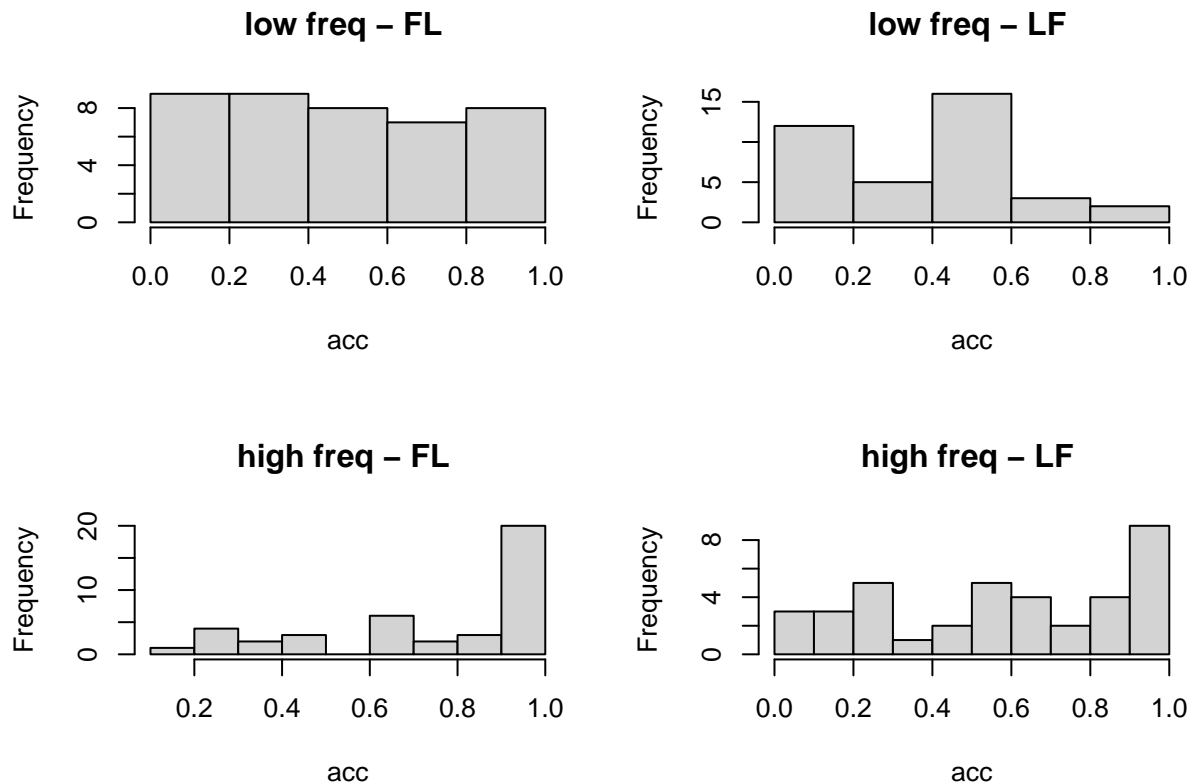 low freq – FL
Frequency
0 4 8
0.0 0.2 0.4 0.6 0.8 1.0
acc
low freq – LF
Frequency
0 5 15
0.0 0.2 0.4 0.6 0.8 1.0
acc
high freq – FL
Frequency
0 10 20
0.2 0.4 0.6 0.8 1.0
acc
high freq – LF
Frequency
0 4 8
0.0 0.2 0.4 0.6 0.8 1.0
acc